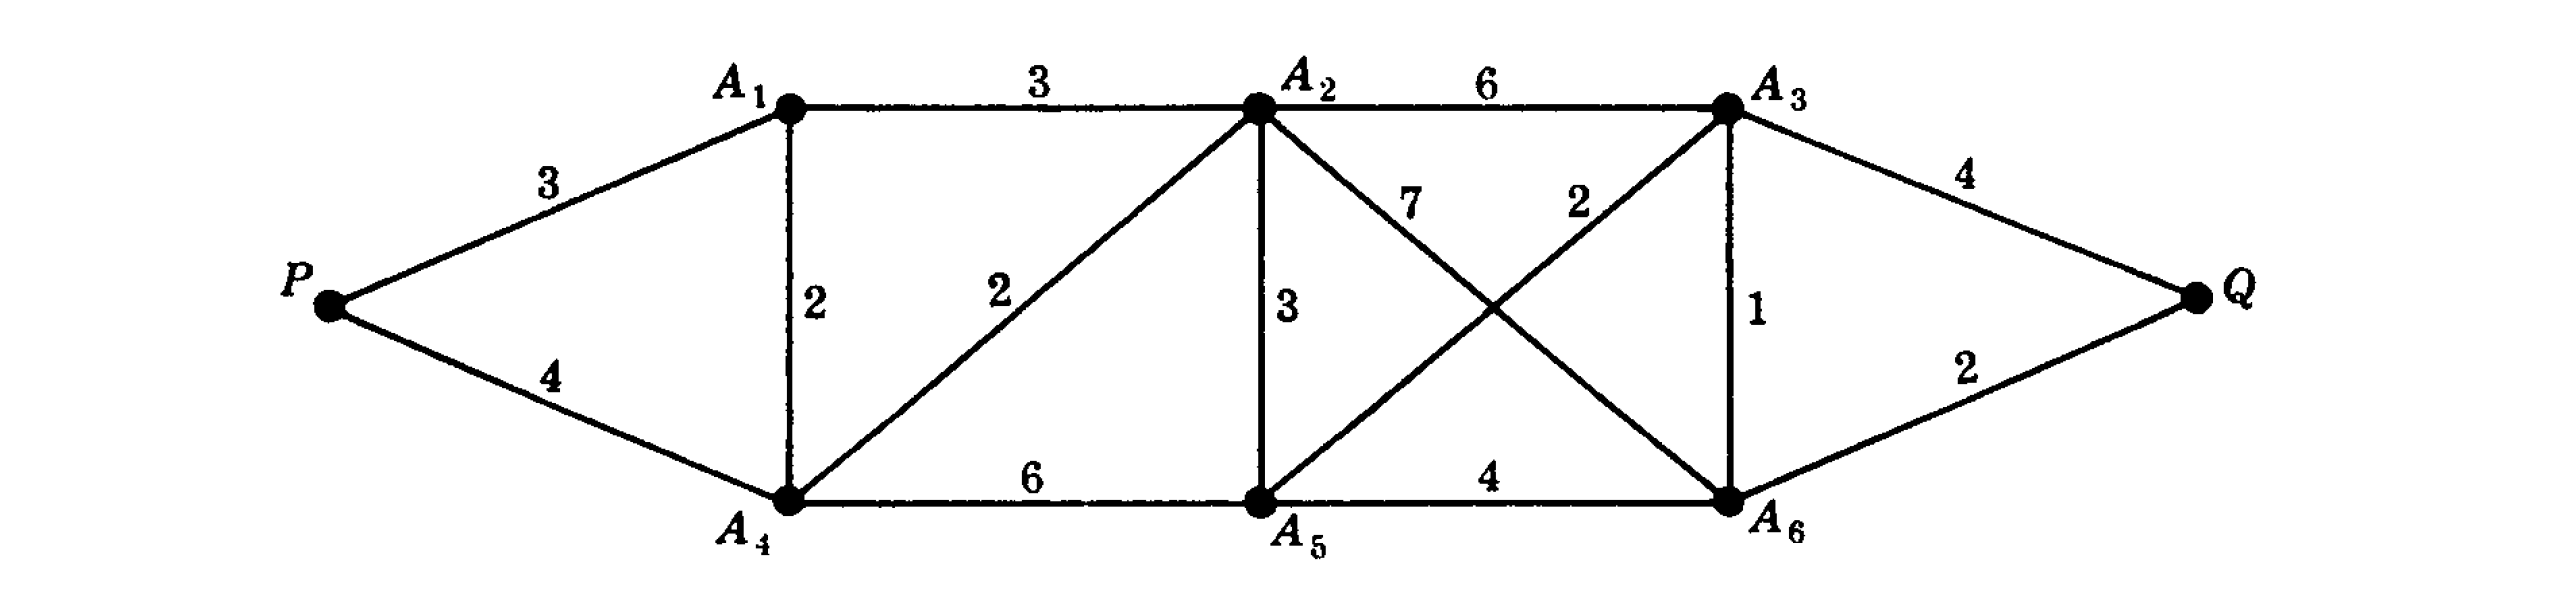 A₁ 3 A₂ 6 A₃
3 7 2 4
P 2 2 3 1 Q
4 2
A₄ 6 A₅ 4 A₆